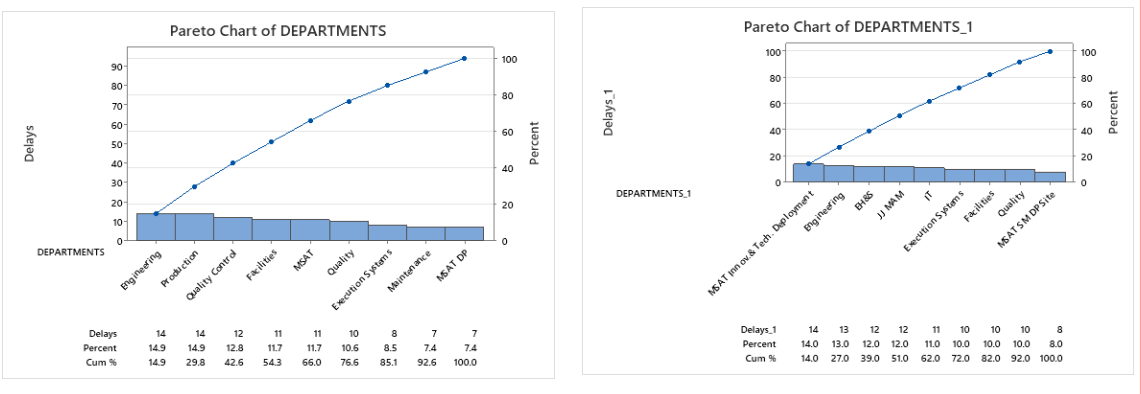 Pareto Chart of DEPARTMENTS
90
80
70
60
50
40
30
20
10
0
Delays
100
80
60
40
20
0
Percent
DEPARTMENTS
Engineering
Production
Quality Control
Facilities
MSAT
Quality
Execution Systems
Maintenance
MSAT DP
Delays 14 14 12 11 11 10 8 7 7
Percent 14.9 14.9 12.8 11.7 11.7 10.6 8.5 7.4 7.4
Cum % 14.9 29.8 42.6 54.3 66.0 76.6 85.1 92.6 100.0
Pareto Chart of DEPARTMENTS_1
100
80
60
40
20
0
Delays_1
100
80
60
40
20
0
Percent
DEPARTMENTS_1
MSAT Innov.& Tech. Deployment
Engineering
EH&S
JJ MAM
IT
Execution Systems
Facilities
Quality
MSAT SM DP Site
Delays_1 14 13 12 12 11 10 10 10 8
Percent 14.0 13.0 12.0 12.0 11.0 10.0 10.0 10.0 8.0
Cum % 14.0 27.0 39.0 51.0 62.0 72.0 82.0 92.0 100.0